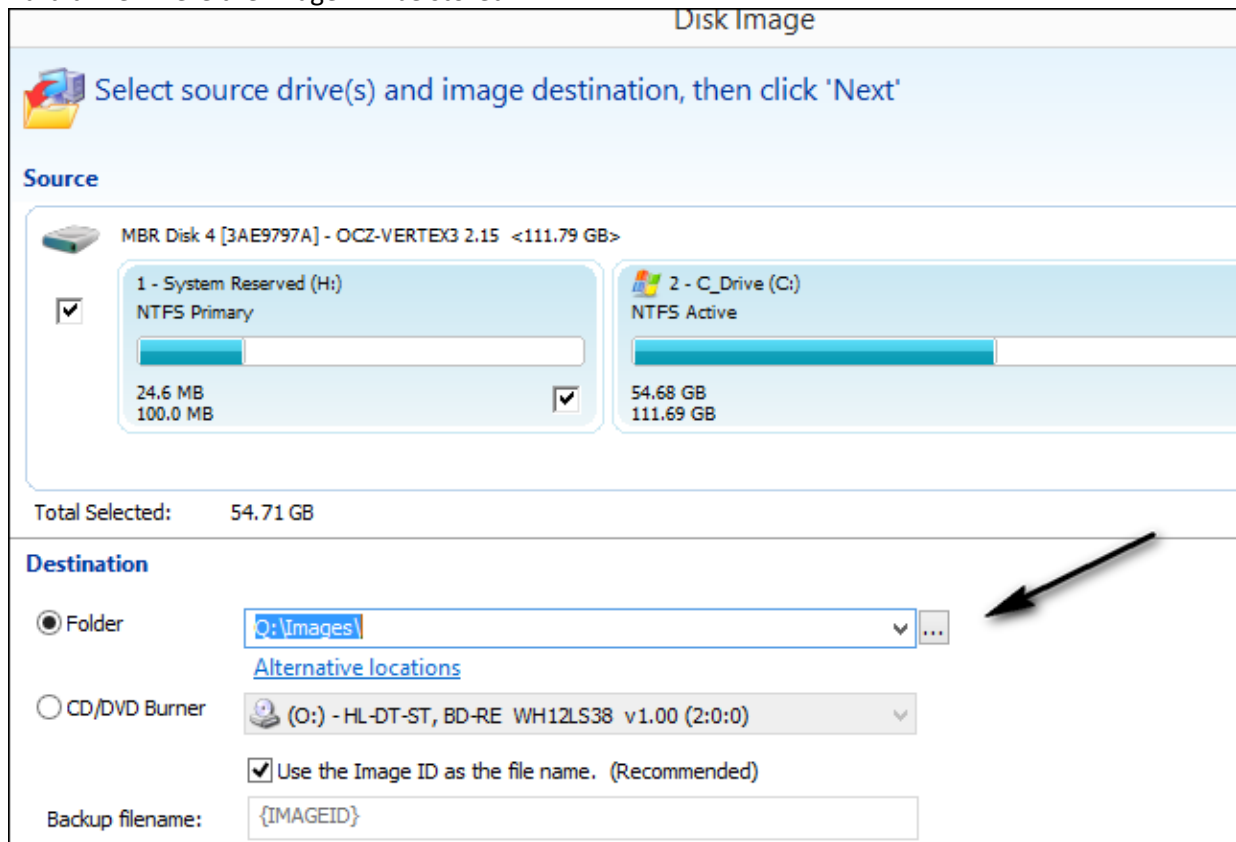 Disk Image
Select source drive(s) and image destination, then click 'Next'
Source
MBR Disk 4 [3AE9797A] - OCZ-VERTEX3 2.15 <111.79 GB>
1 - System Reserved (H:)
NTFS Primary
24.6 MB
100.0 MB
2 - C_Drive (C:)
NTFS Active
54.68 GB
111.69 GB
Total Selected: 54.71 GB
Destination
Folder
Q:\Images\
...
Alternative locations
CD/DVD Burner
(O:) - HL-DT-ST, BD-RE WH12LS38 v1.00 (2:0:0)
Use the Image ID as the file name. (Recommended)
Backup filename:
{IMAGEID}